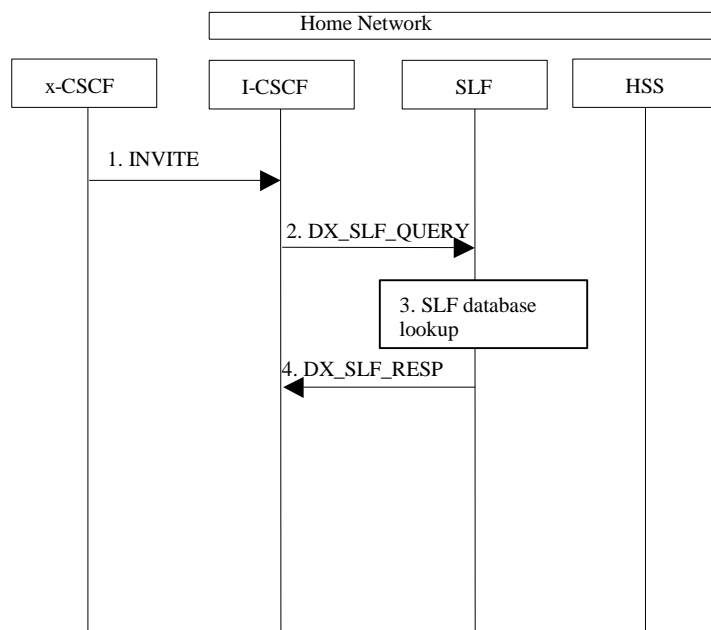 Home Network
x-CSCF
I-CSCF
SLF
HSS
1. INVITE
2. DX_SLF_QUERY
3. SLF database
lookup
4. DX_SLF_RESP